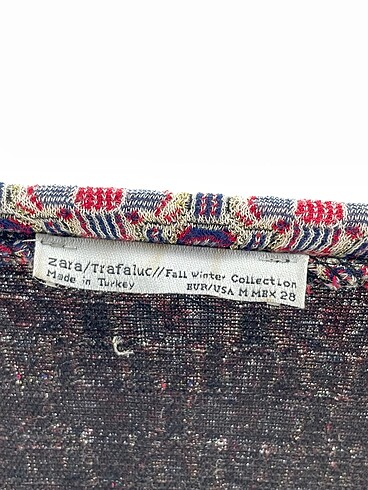 zara/Trafaluc//Fall Winter Collection
Made in Turkey EUR/USA M MEX 28